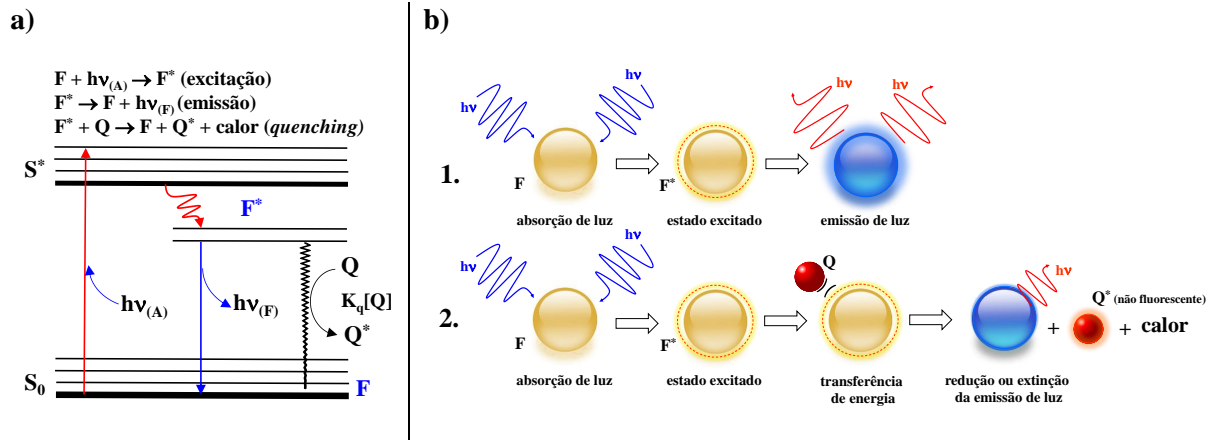 a)
F + hν(A) → F* (excitação)
F* → F + hν(F) (emissão)
F* + Q → F + Q* + calor (quenching)
S*
F*
Q
hν(A)
hν(F)
Kq[Q]
Q*
S0
F
b)
hν
hν
hν
hν
1.
F
F*
absorção de luz
estado excitado
emissão de luz
hν
hν
Q
hν
Q* (não fluorescente)
2.
F
F*
+
+ calor
absorção de luz
estado excitado
transferência de energia
redução ou extinção da emissão de luz